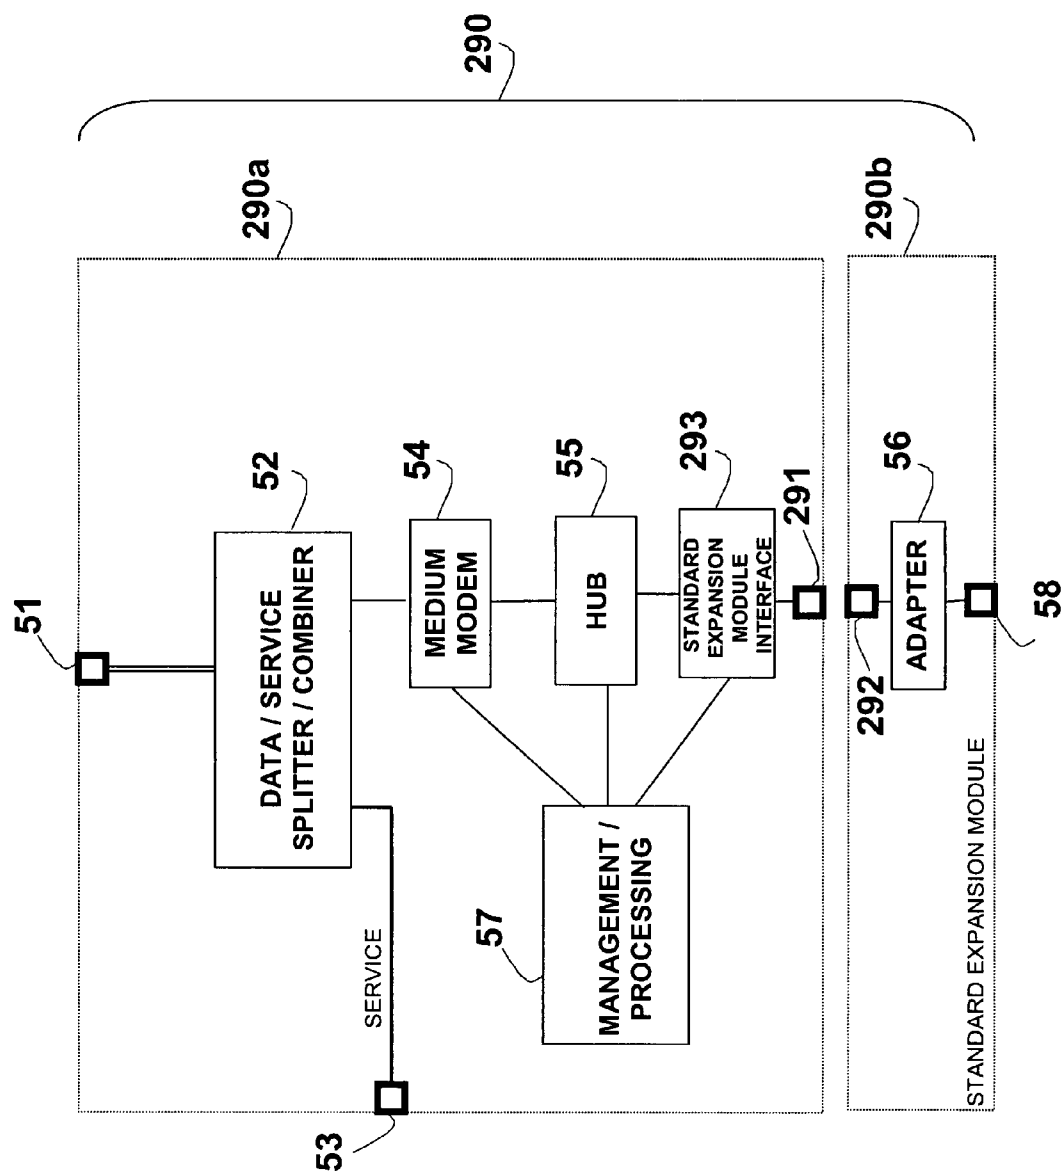 290
290a
290b
51
52
DATA / SERVICE
SPLITTER / COMBINER
54
MEDIUM
MODEM
55
HUB
293
STANDARD
EXPANSION
MODULE
INTERFACE
291
56
ADAPTER
292
58
57
MANAGEMENT /
PROCESSING
SERVICE
53
STANDARD EXPANSION MODULE